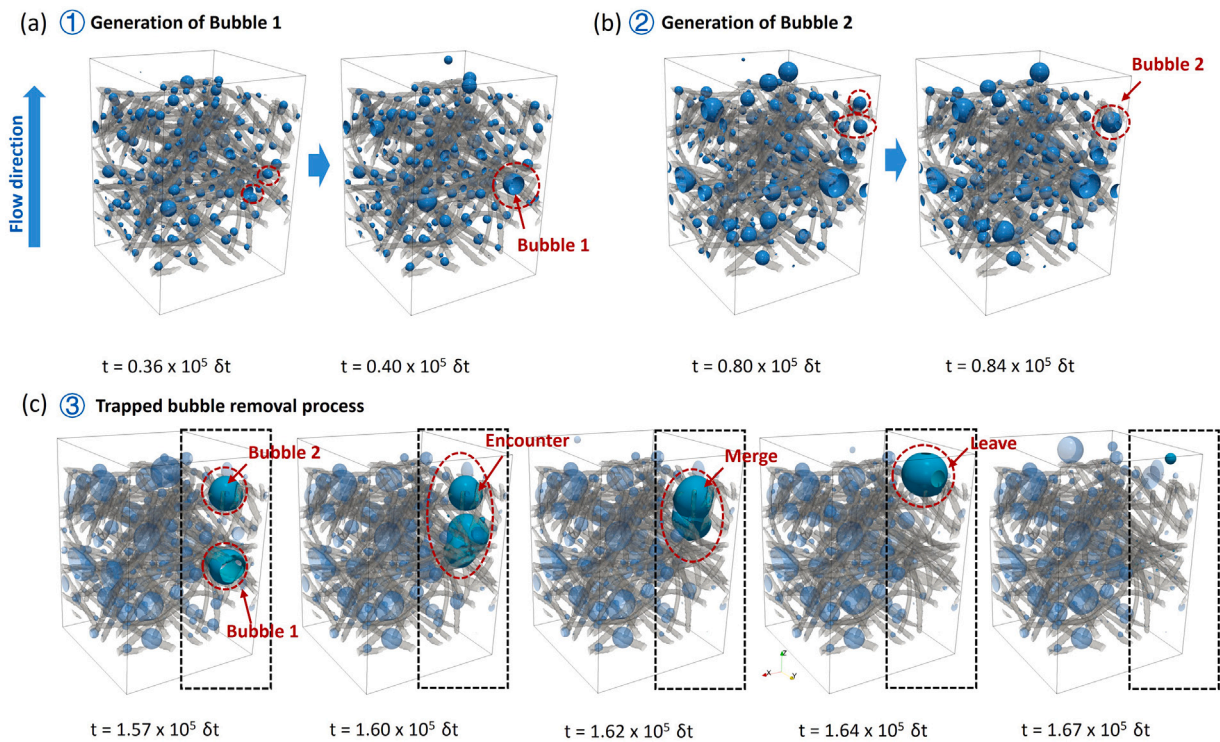 (a) ① Generation of Bubble 1
(b) ② Generation of Bubble 2
Flow direction
Bubble 1
Bubble 2
t = 0.36 x 10⁵ δt
t = 0.40 x 10⁵ δt
t = 0.80 x 10⁵ δt
t = 0.84 x 10⁵ δt
(c) ③ Trapped bubble removal process
Bubble 2
Bubble 1
Encounter
Merge
Leave
Z
X
Y
t = 1.57 x 10⁵ δt
t = 1.60 x 10⁵ δt
t = 1.62 x 10⁵ δt
t = 1.64 x 10⁵ δt
t = 1.67 x 10⁵ δt